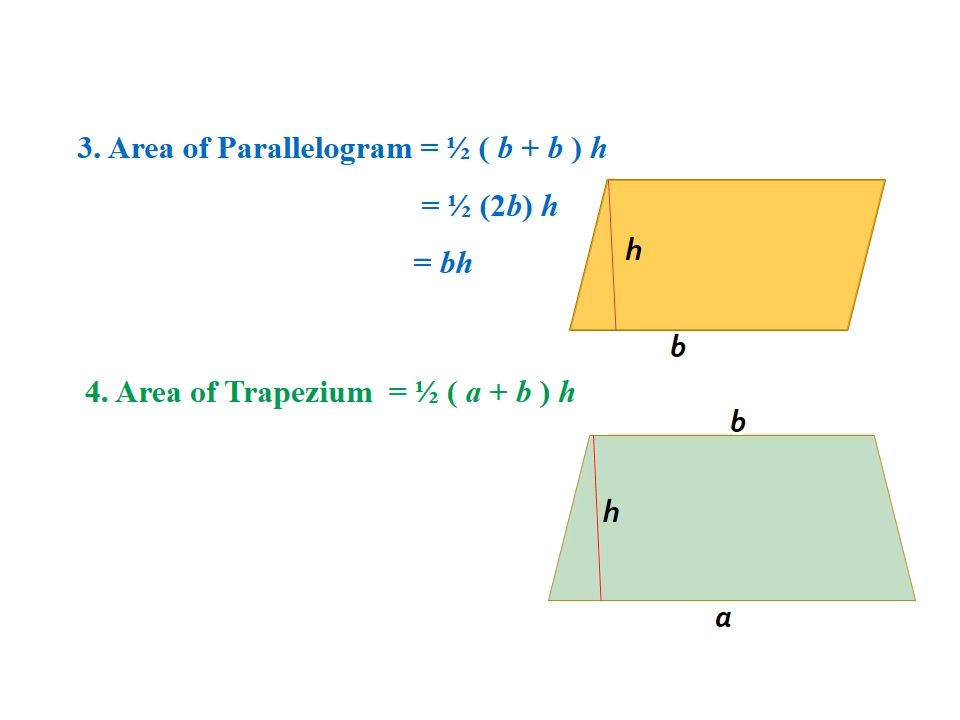 3. Area of Parallelogram = ½ ( b + b ) h
= ½ (2b) h
= bh
h
b
4. Area of Trapezium = ½ ( a + b ) h
b
h
a